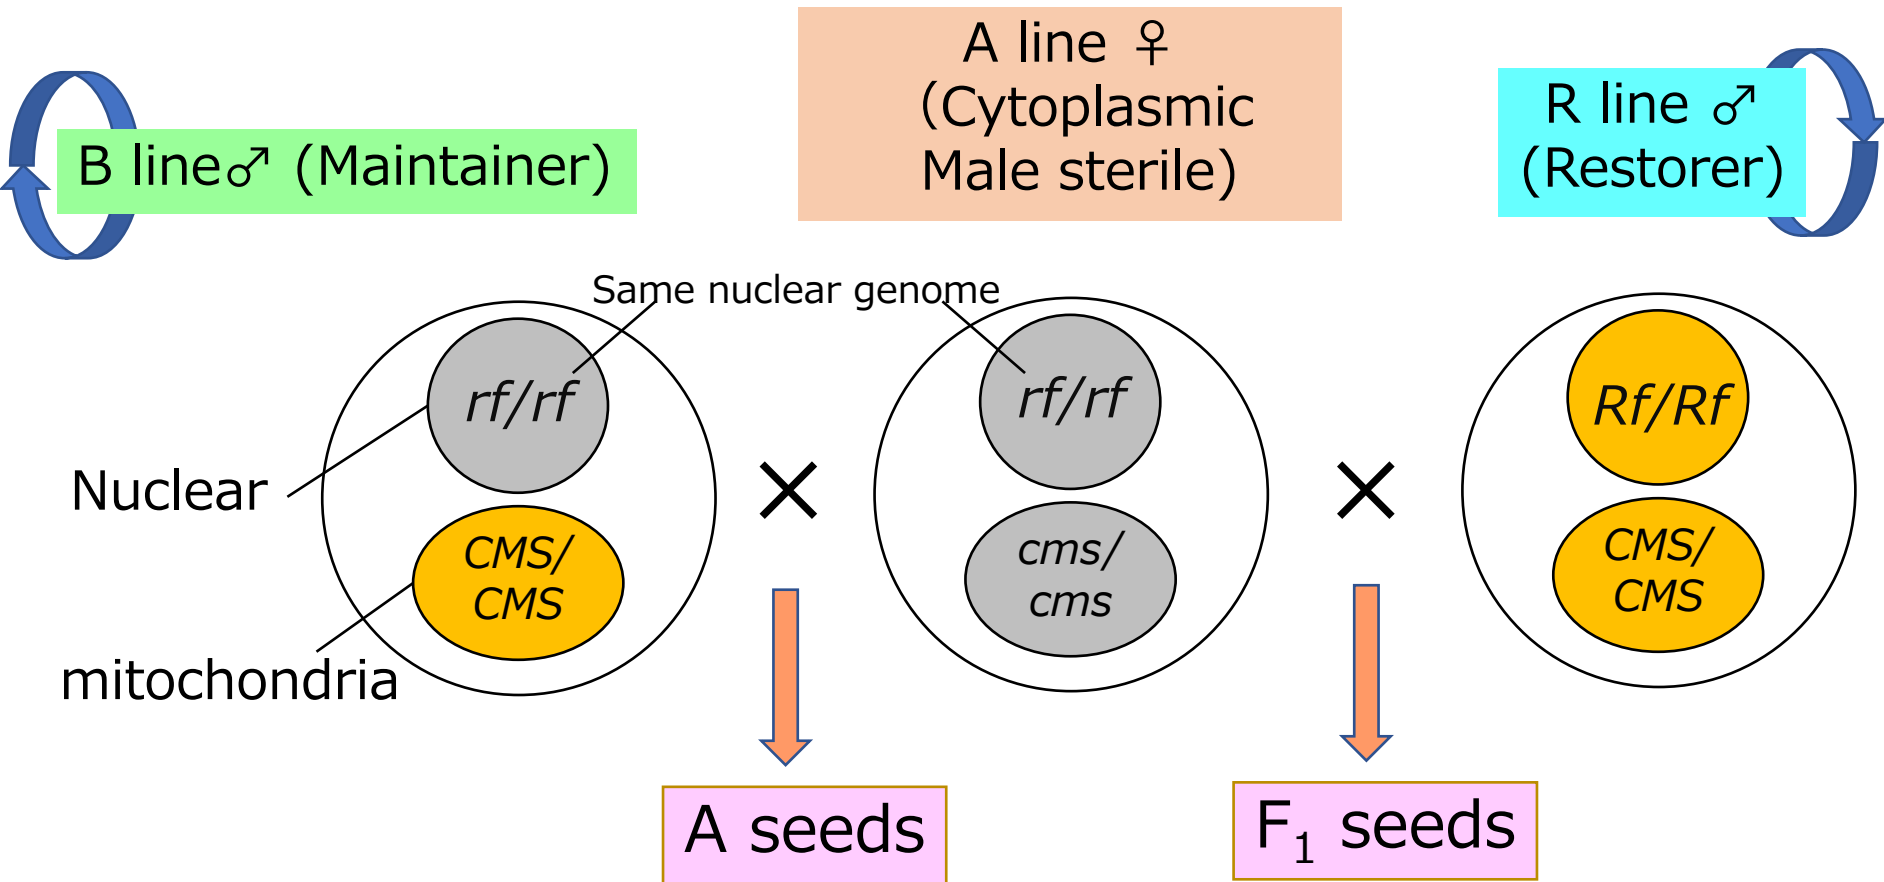 A line ♀
(Cytoplasmic
Male sterile)
B line♂ (Maintainer)
R line ♂
(Restorer)
Same nuclear genome
rf/rf
rf/rf
Rf/Rf
Nuclear
CMS/
CMS
cms/
cms
CMS/
CMS
×
×
mitochondria
A seeds
F₁ seeds